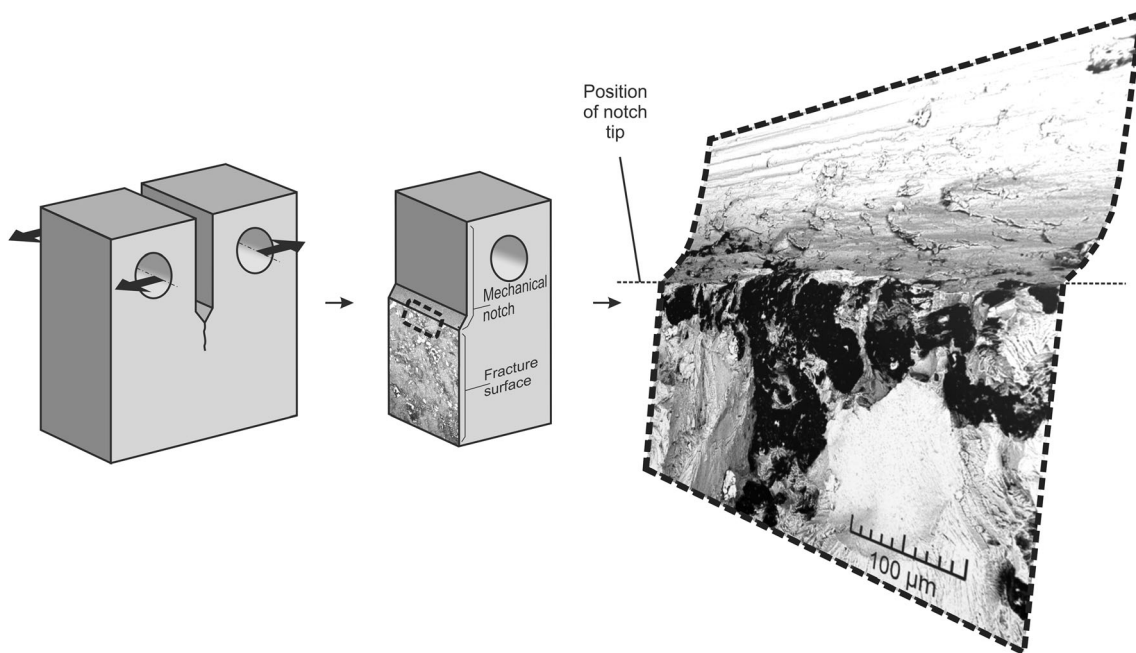 Position
of notch
tip
Mechanical
notch
Fracture
surface
100 µm